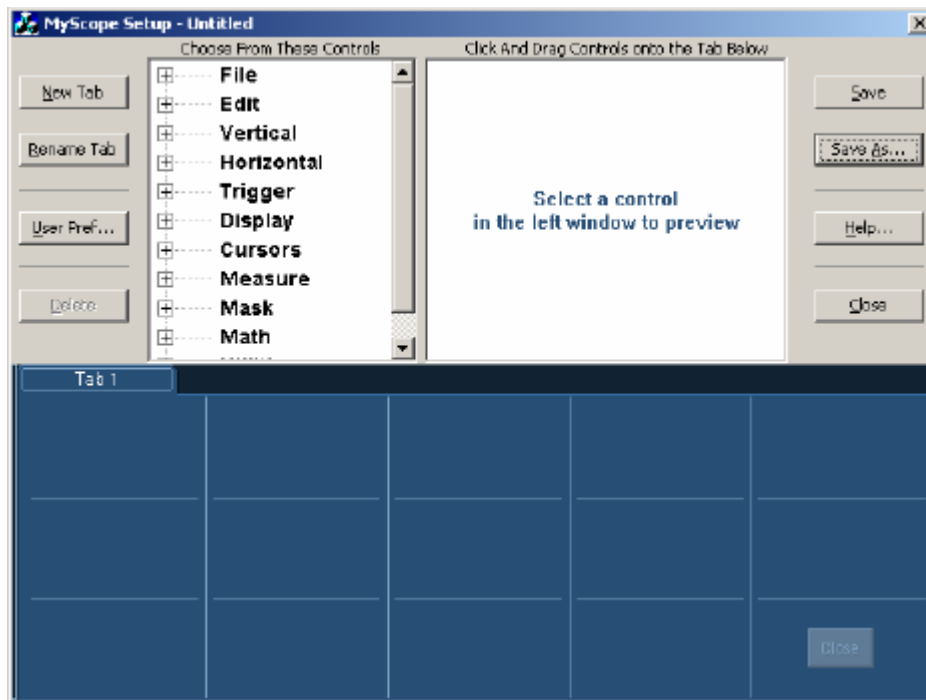 MyScope Setup - Untitled
Choose From These Controls
Click And Drag Controls onto the Tab Below
New Tab
Rename Tab
User Pref...
Delete
File
Edit
Vertical
Horizontal
Trigger
Display
Cursors
Measure
Mask
Math
Select a control
in the left window to preview
Save
Save As...
Help...
Close
Tab 1
Close